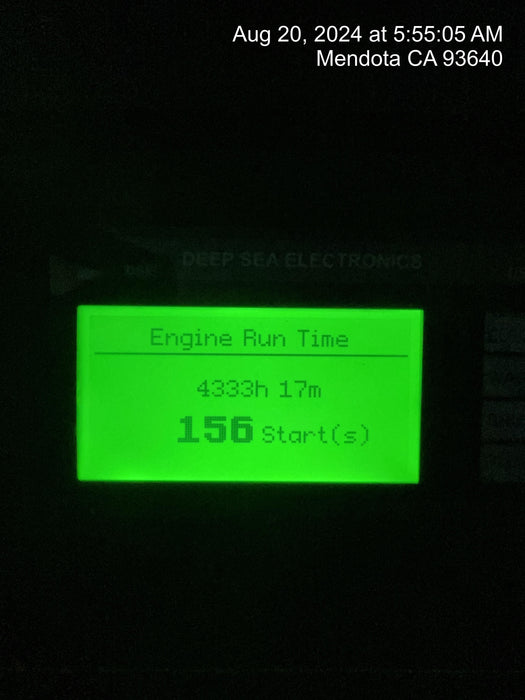 Aug 20, 2024 at 5:55:05 AM
Mendota CA 93640
DSE DEEP SEA ELECTRONICS
Engine Run Time
4333h 17m
156 Start(s)